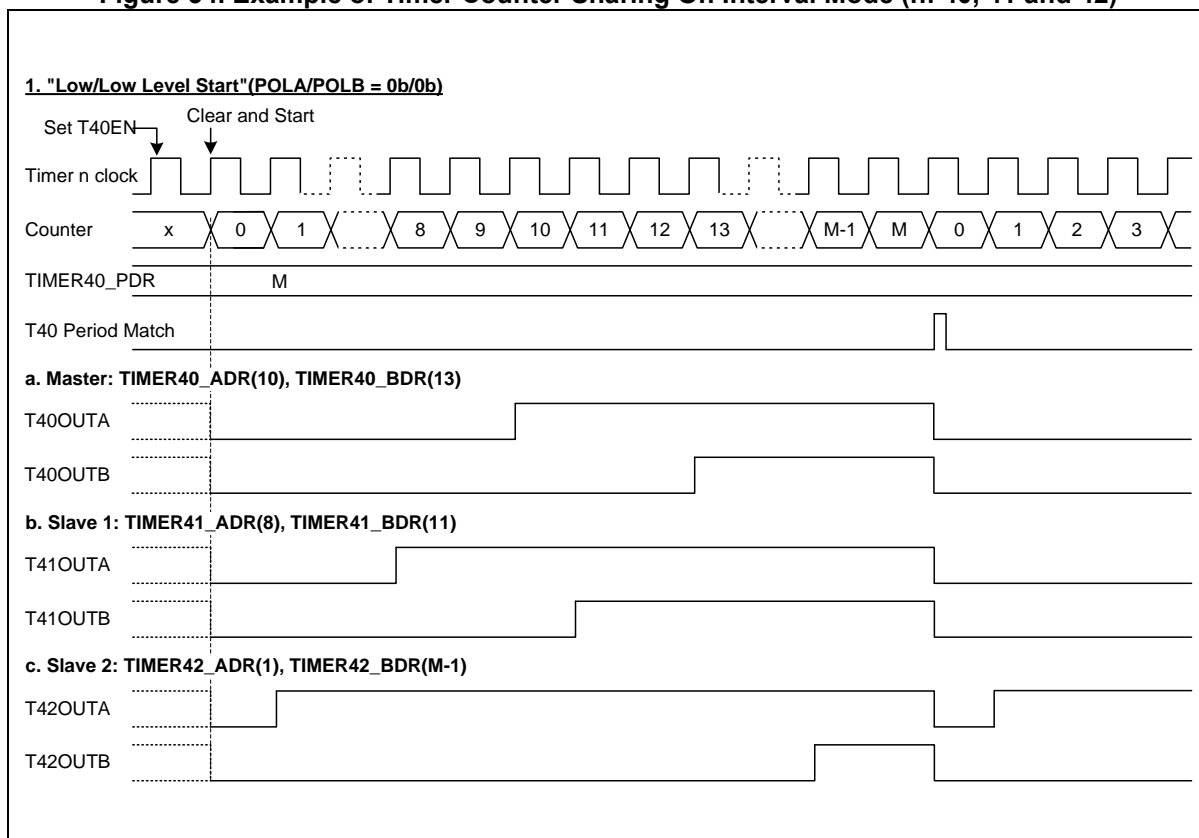 1. "Low/Low Level Start"(POLA/POLB = 0b/0b)
Set T40EN
Clear and Start
Timer n clock
Counter x 0 1 8 9 10 11 12 13 M-1 M 0 1 2 3
TIMER40_PDR M
T40 Period Match
a. Master: TIMER40_ADR(10), TIMER40_BDR(13)
T40OUTA
T40OUTB
b. Slave 1: TIMER41_ADR(8), TIMER41_BDR(11)
T41OUTA
T41OUTB
c. Slave 2: TIMER42_ADR(1), TIMER42_BDR(M-1)
T42OUTA
T42OUTB